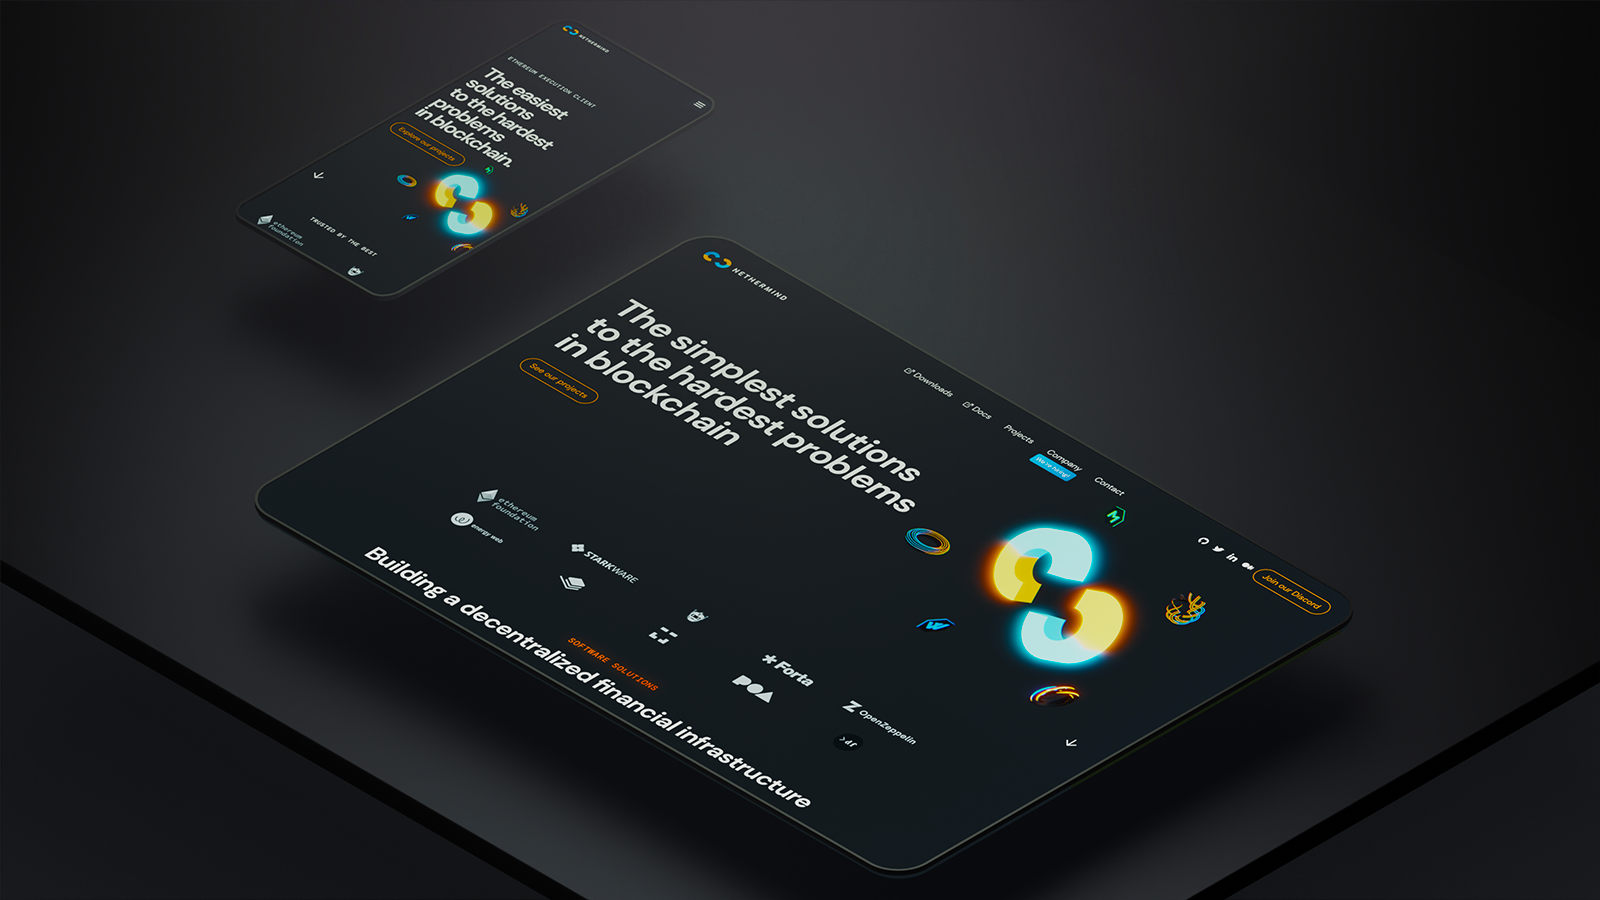 NETHERMIND
ETHEREUM EXECUTION CLIENT
The easiest
solutions
to the hardest
problems
in blockchain.
Explore our projects
TRUSTED BY THE BEST
ethereum
foundation
NETHERMIND
Downloads
Docs
Projects
Company
We're hiring!
Contact
Join our Discord
The simplest solutions
to the hardest problems
in blockchain
See our projects
ethereum
foundation
energy web
STARKWARE
Forta
POA
OpenZeppelin
SOFTWARE SOLUTIONS
Building a decentralized financial infrastructure